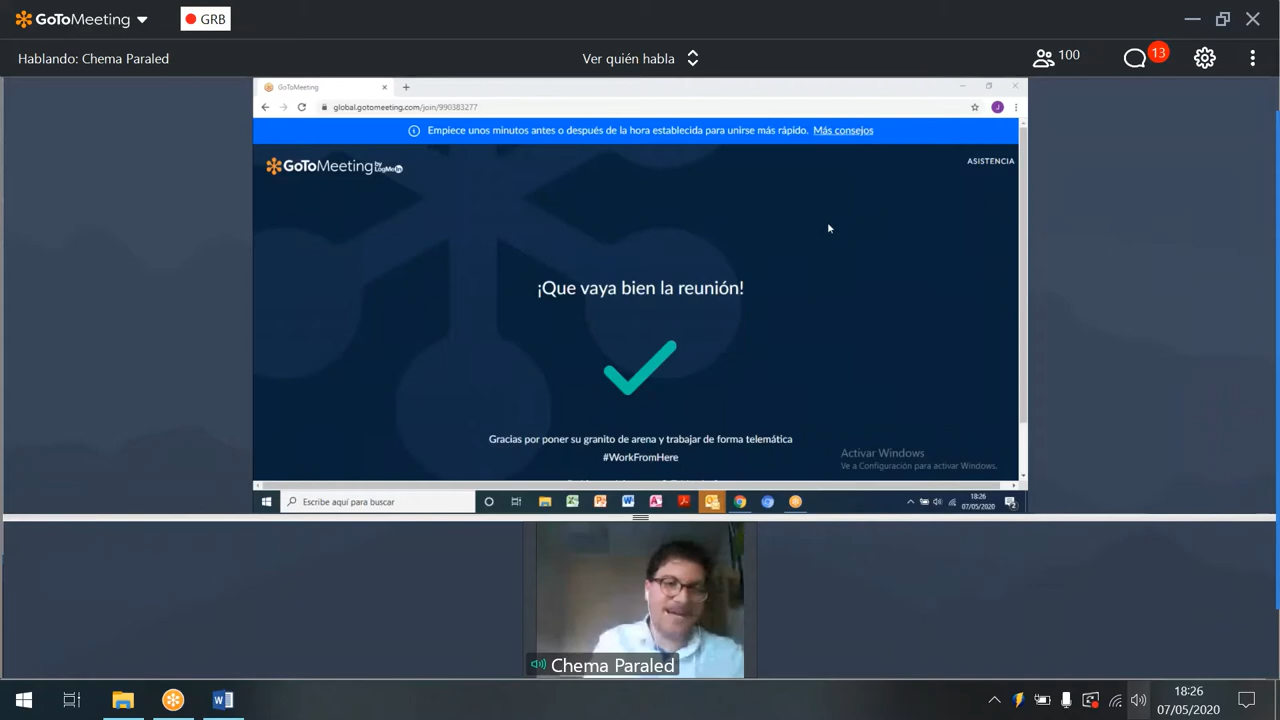 GoToMeeting
GRB
Hablando: Chema Paraled
Ver quién habla
100
13
GoToMeeting
global.gotomeeting.com/join/990383277
J
Empiece unos minutos antes o después de la hora establecida para unirse más rápido. Más consejos
GoToMeeting by LogMeIn
ASISTENCIA
¡Que vaya bien la reunión!
Gracias por poner su granito de arena y trabajar de forma telemática
#WorkFromHere
Activar Windows
Ve a Configuración para activar Windows.
Escribe aquí para buscar
18:26
07/05/2020
2
Chema Paraled
18:26
07/05/2020